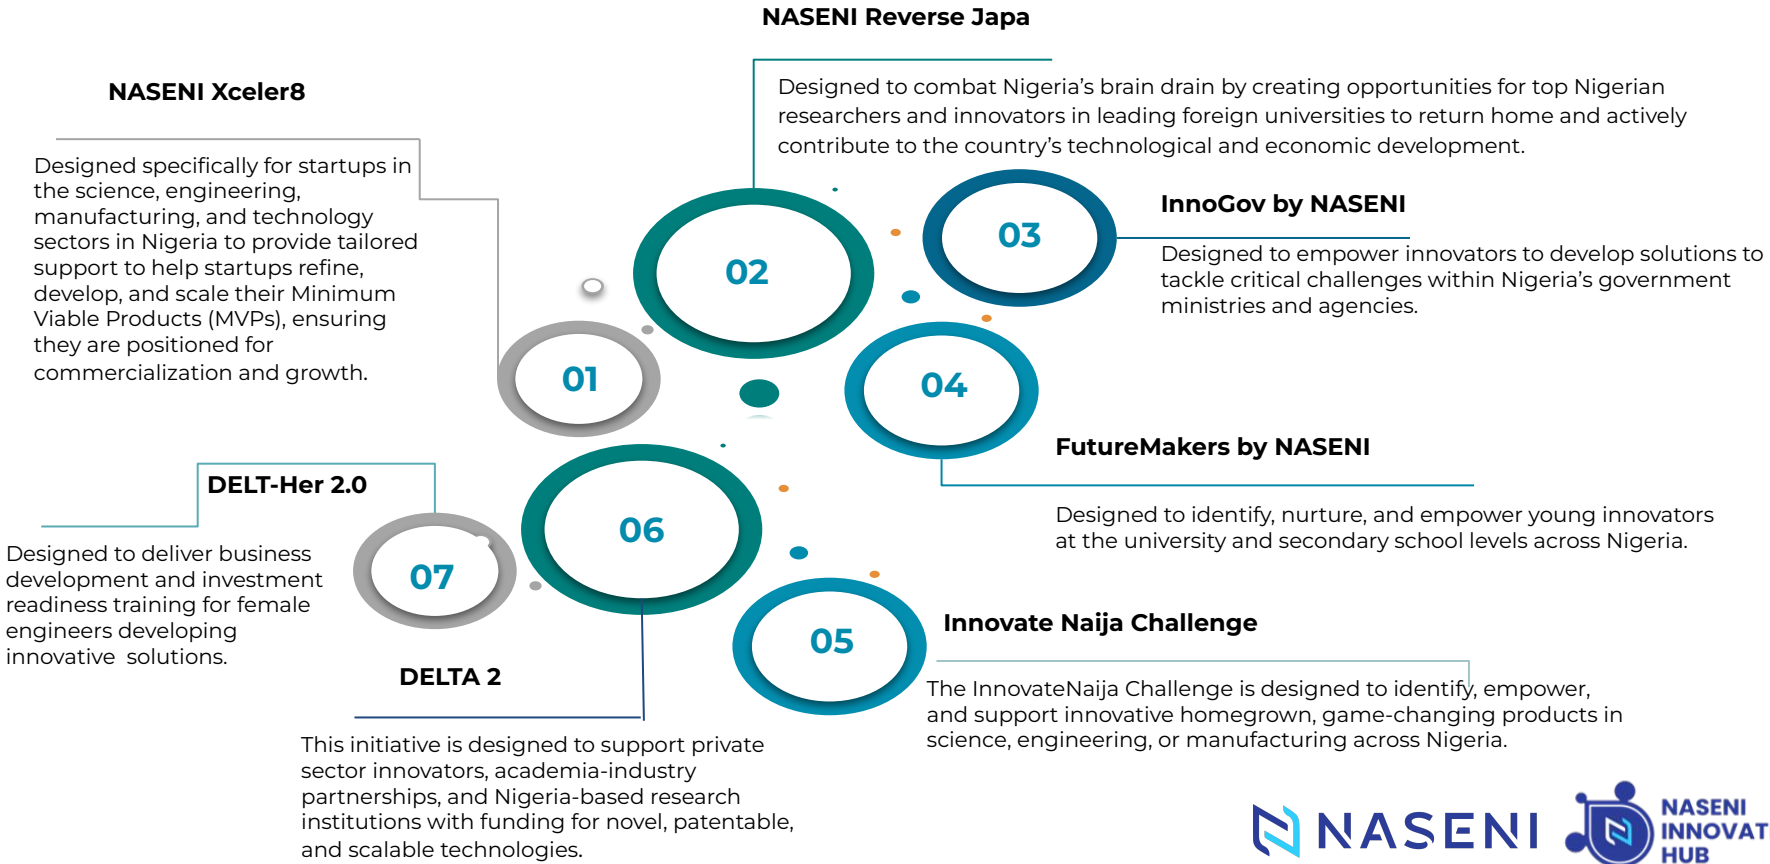 NASENI Reverse Japa
Designed to combat Nigeria’s brain drain by creating opportunities for top Nigerian
researchers and innovators in leading foreign universities to return home and actively
contribute to the country’s technological and economic development.
NASENI Xceler8
Designed specifically for startups in
the science, engineering,
manufacturing, and technology
sectors in Nigeria to provide tailored
support to help startups refine,
develop, and scale their Minimum
Viable Products (MVPs), ensuring
they are positioned for
commercialization and growth.
01
02
03
InnoGov by NASENI
Designed to empower innovators to develop solutions to
tackle critical challenges within Nigeria’s government
ministries and agencies.
04
FutureMakers by NASENI
Designed to identify, nurture, and empower young innovators
at the university and secondary school levels across Nigeria.
DELT-Her 2.0
Designed to deliver business
development and investment
readiness training for female
engineers developing
innovative  solutions.
07
06
05
Innovate Naija Challenge
The InnovateNaija Challenge is designed to identify, empower,
and support innovative homegrown, game-changing products in
science, engineering, or manufacturing across Nigeria.
DELTA 2
This initiative is designed to support private
sector innovators, academia-industry
partnerships, and Nigeria-based research
institutions with funding for novel, patentable,
and scalable technologies.
NASENI
NASENI
INNOVAT
HUB